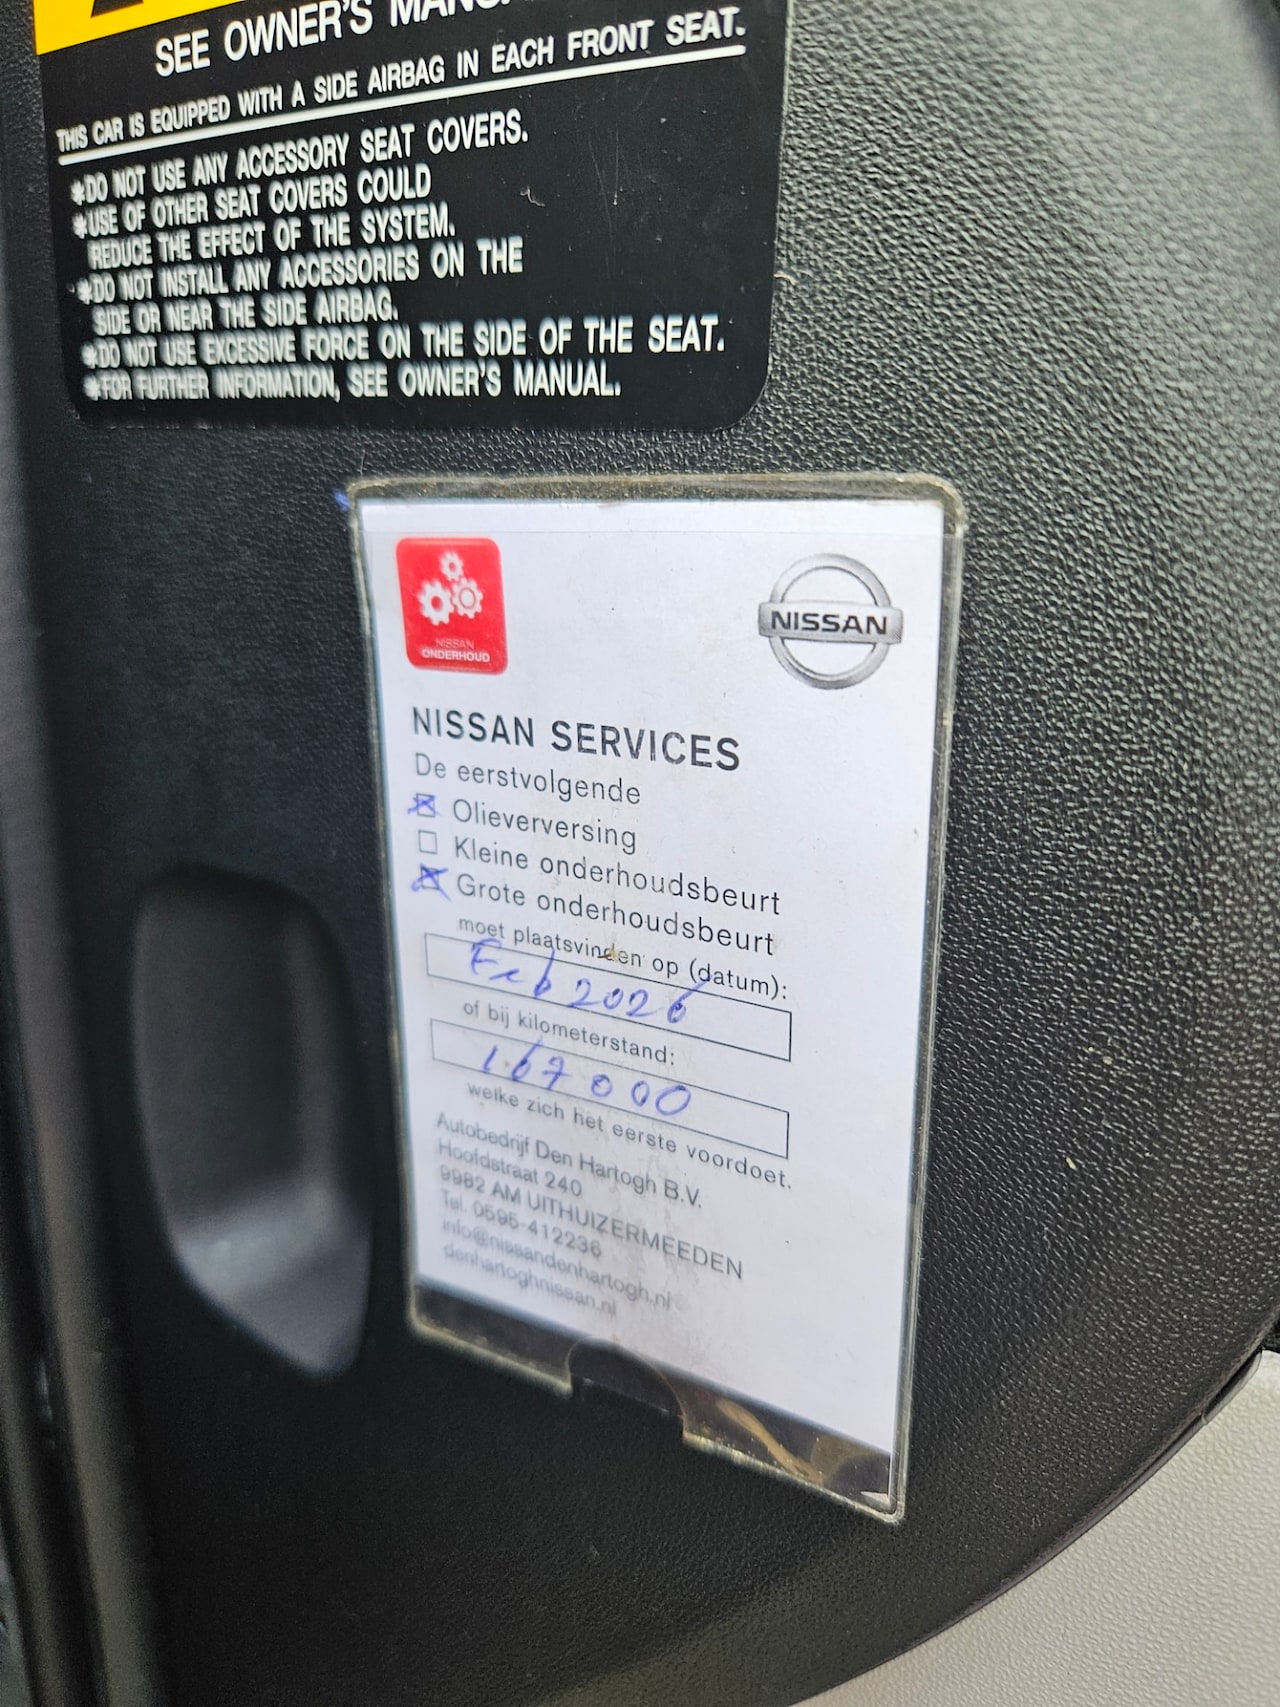 SEE OWNER'S
THIS CAR IS EQUIPPED WITH A SIDE AIRBAG IN EACH FRONT SEAT.
*DO NOT USE ANY ACCESSORY SEAT COVERS.
*USE OF OTHER SEAT COVERS COULD
REDUCE THE EFFECT OF THE SYSTEM.
*DO NOT INSTALL ANY ACCESSORIES ON THE
SIDE OR NEAR THE SIDE AIRBAG.
*DO NOT USE EXCESSIVE FORCE ON THE SIDE OF THE SEAT.
*FOR FURTHER INFORMATION, SEE OWNER'S MANUAL.
NISSAN
ONDERHOUD
NISSAN
NISSAN SERVICES
De eerstvolgende
Olieverversing
Kleine onderhoudsbeurt
Grote onderhoudsbeurt
moet plaatsvinden op (datum):
Feb 2026
of bij kilometerstand:
167000
welke zich het eerste voordoet.
Autobedrijf Den Hartogh B.V.
Hoofdstraat 240
9982 AM UITHUIZERMEEDEN
Tel. 0595-412236
info@nissandenhartogh.nl
denhartoghnissan.nl